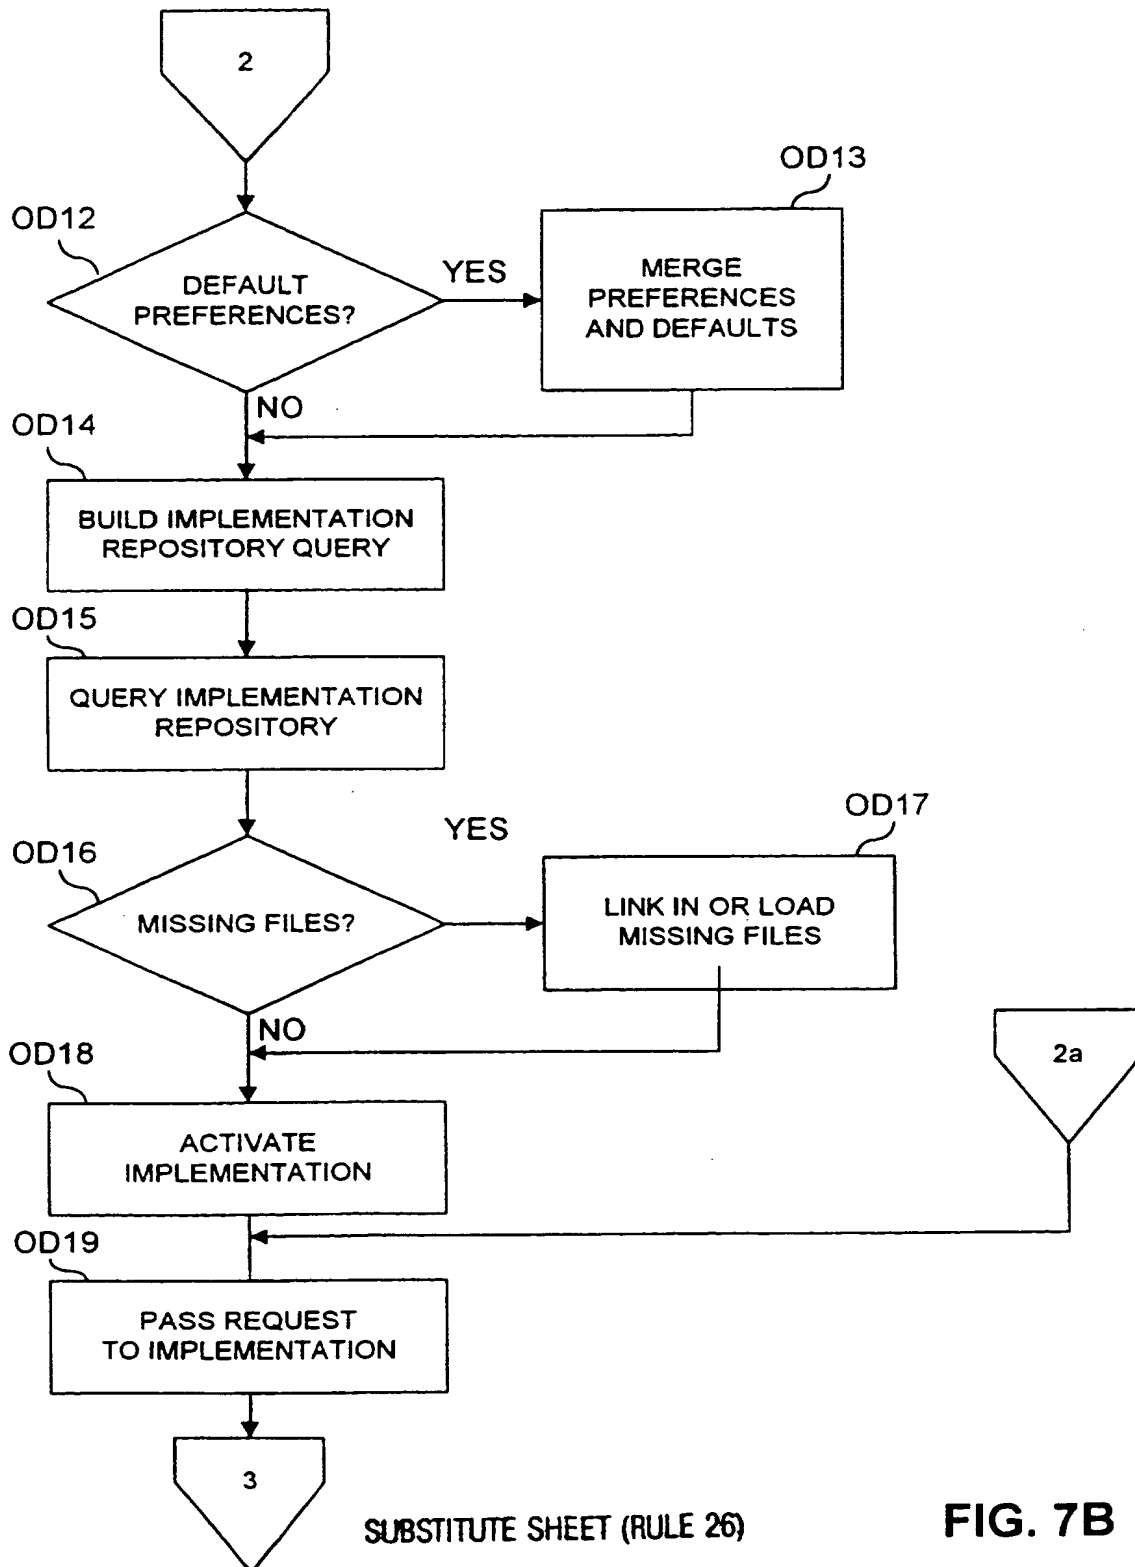 2
OD13
OD12
DEFAULT
PREFERENCES?
YES
MERGE
PREFERENCES
AND DEFAULTS
NO
OD14
BUILD IMPLEMENTATION
REPOSITORY QUERY
OD15
QUERY IMPLEMENTATION
REPOSITORY
OD16
MISSING FILES?
YES
OD17
LINK IN OR LOAD
MISSING FILES
NO
OD18
2a
ACTIVATE
IMPLEMENTATION
OD19
PASS REQUEST
TO IMPLEMENTATION
3
SUBSTITUTE SHEET (RULE 26)
FIG. 7B